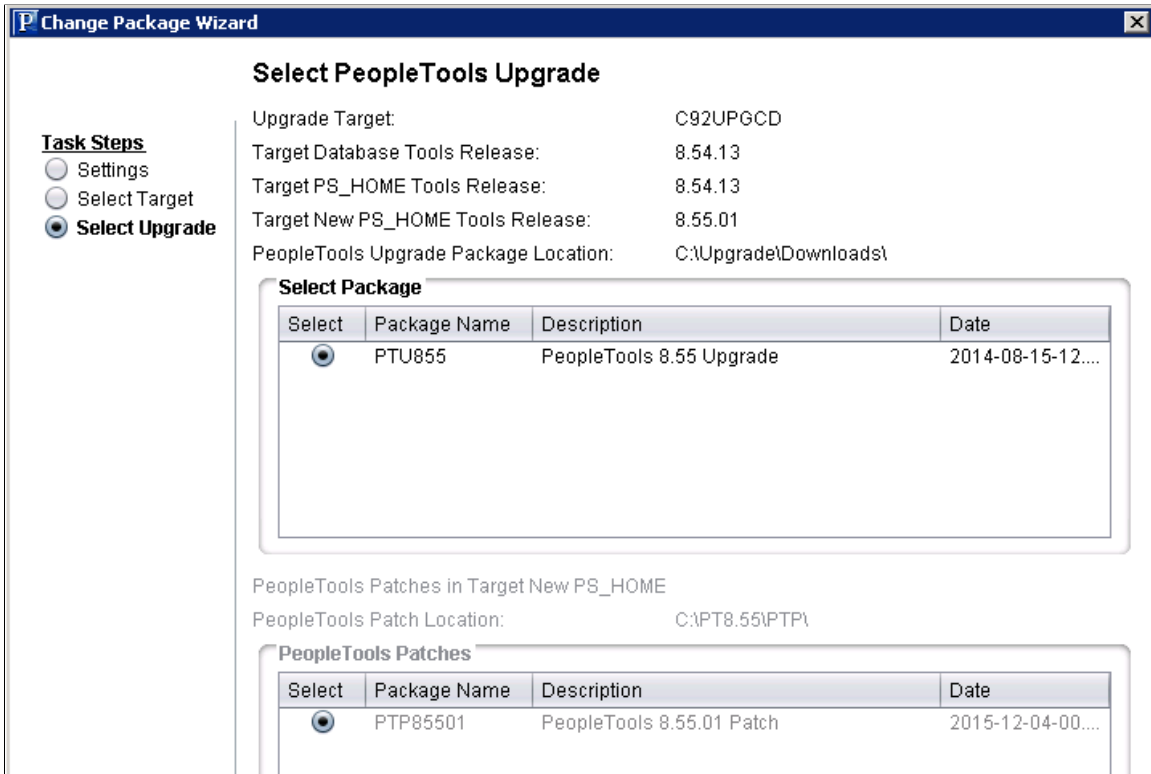 P Change Package Wizard
Select PeopleTools Upgrade
Task Steps
Settings
Select Target
Select Upgrade
Upgrade Target: C92UPGCD
Target Database Tools Release: 8.54.13
Target PS_HOME Tools Release: 8.54.13
Target New PS_HOME Tools Release: 8.55.01
PeopleTools Upgrade Package Location: C:\Upgrade\Downloads\
Select Package
Select Package Name Description Date
PTU855 PeopleTools 8.55 Upgrade 2014-08-15-12....
PeopleTools Patches in Target New PS_HOME
PeopleTools Patch Location: C:\PT8.55\PTP\
PeopleTools Patches
Select Package Name Description Date
PTP85501 PeopleTools 8.55.01 Patch 2015-12-04-00....